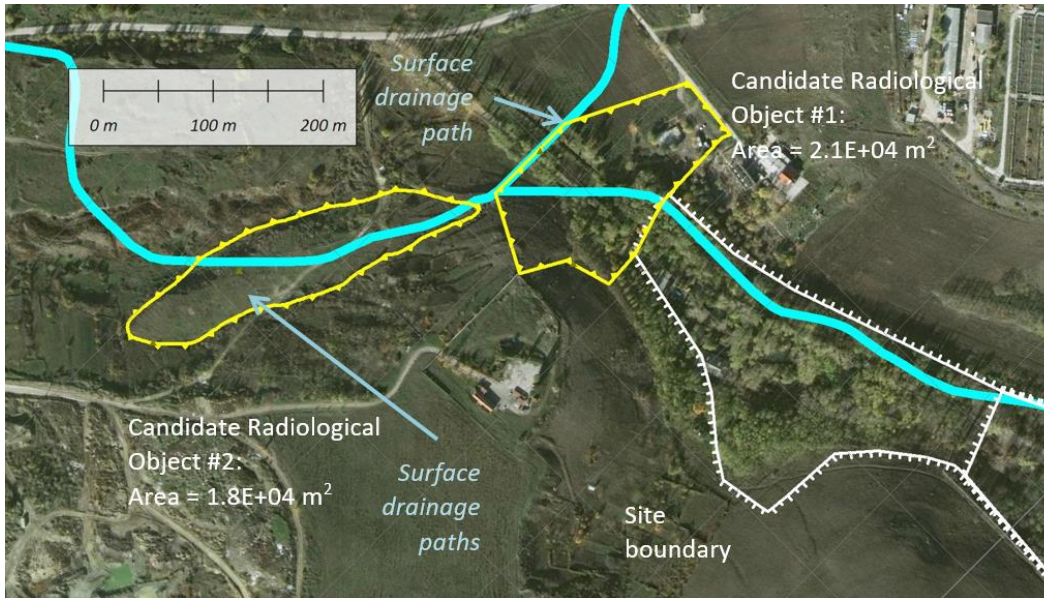 Surface
drainage
path
Candidate Radiological
Object #1:
Area = 2.1E+04 m²
0 m 100 m 200 m
Candidate Radiological
Object #2:
Area = 1.8E+04 m²
Surface
drainage
paths
Site
boundary